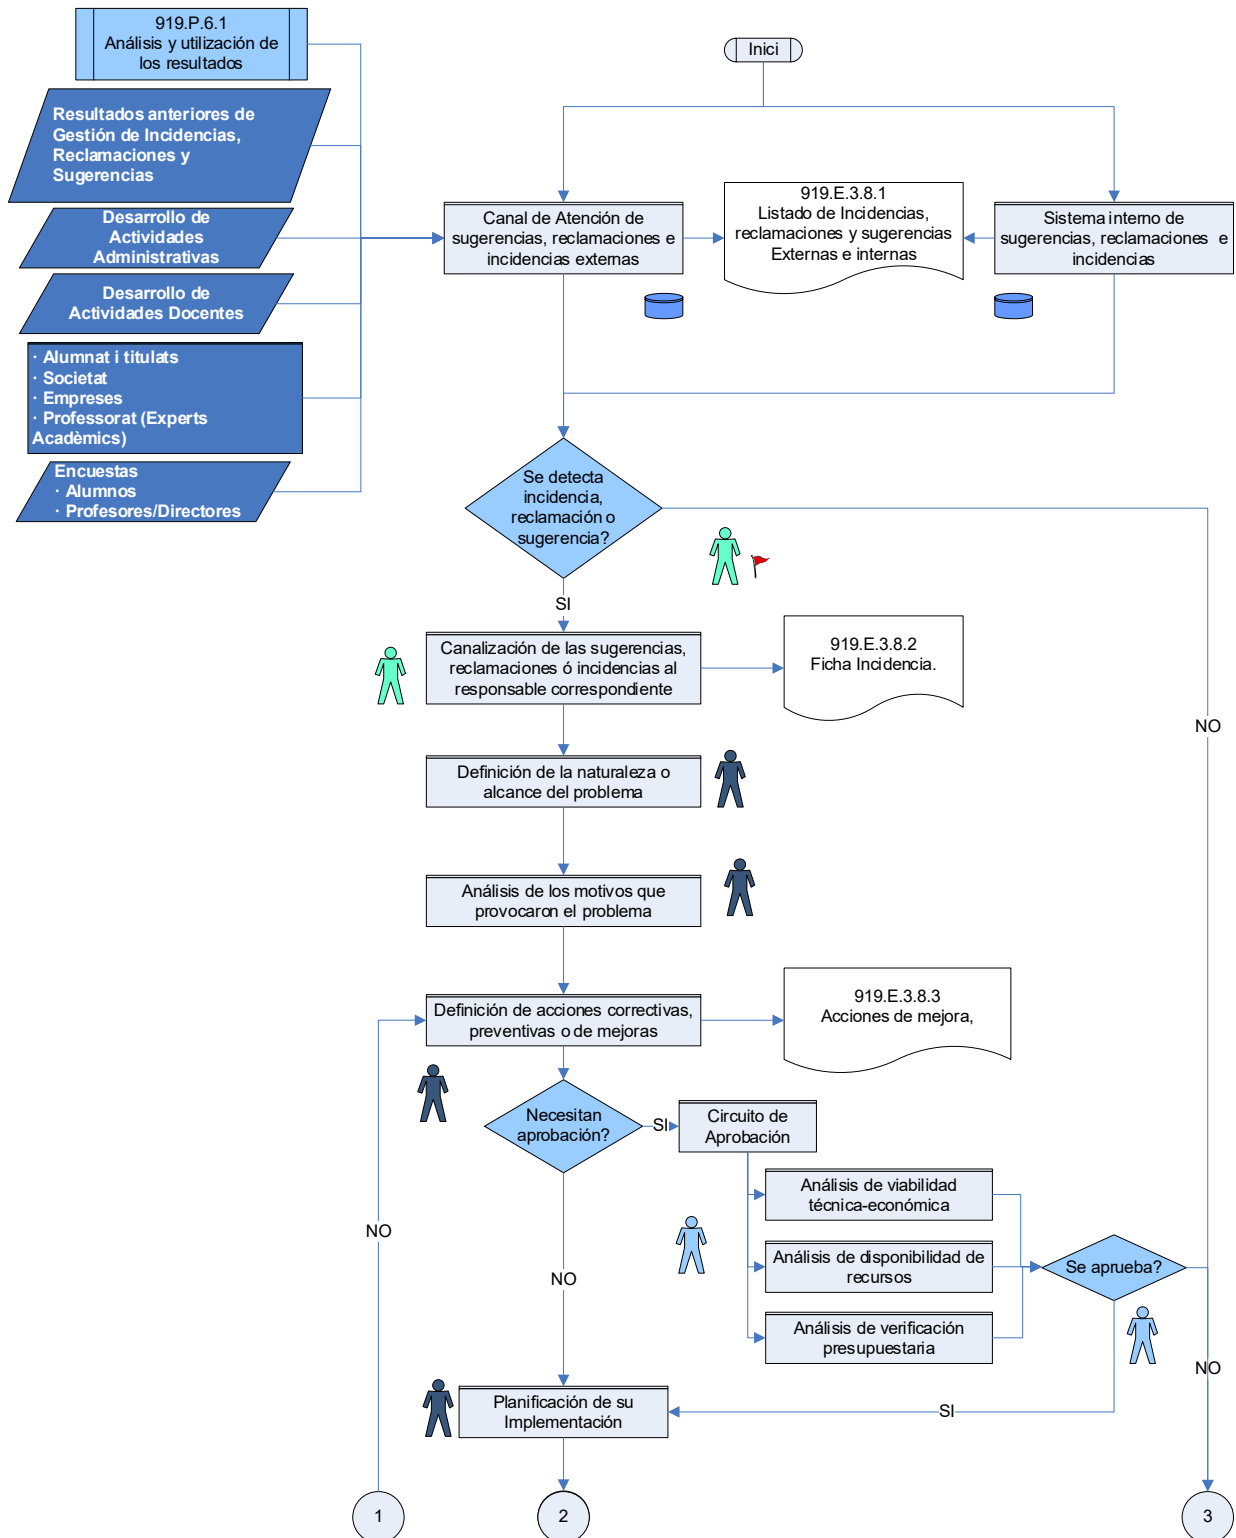 919.P.6.1
Análisis y utilización de
los resultados
Inici
Resultados anteriores de
Gestión de Incidencias,
Reclamaciones y
Sugerencias
Desarrollo de
Actividades
Administrativas
Desarrollo de
Actividades Docentes
· Alumnat i titulats
· Societat
· Empreses
· Professorat (Experts
Acadèmics)
Encuestas
· Alumnos
· Profesores/Directores
Canal de Atención de
sugerencias, reclamaciones e
incidencias externas
919.E.3.8.1
Listado de Incidencias,
reclamaciones y sugerencias
Externas e internas
Sistema interno de
sugerencias, reclamaciones e
incidencias
Se detecta
incidencia,
reclamación o
sugerencia?
SI
NO
Canalización de las sugerencias,
reclamaciones ó incidencias al
responsable correspondiente
919.E.3.8.2
Ficha Incidencia.
Definición de la naturaleza o
alcance del problema
Análisis de los motivos que
provocaron el problema
Definición de acciones correctivas,
preventivas o de mejoras
919.E.3.8.3
Acciones de mejora,
Necesitan
aprobación?
SI
Circuito de
Aprobación
Análisis de viabilidad
técnica-económica
Análisis de disponibilidad de
recursos
Análisis de verificación
presupuestaria
Se aprueba?
NO
NO
NO
SI
Planificación de su
Implementación
1
2
3